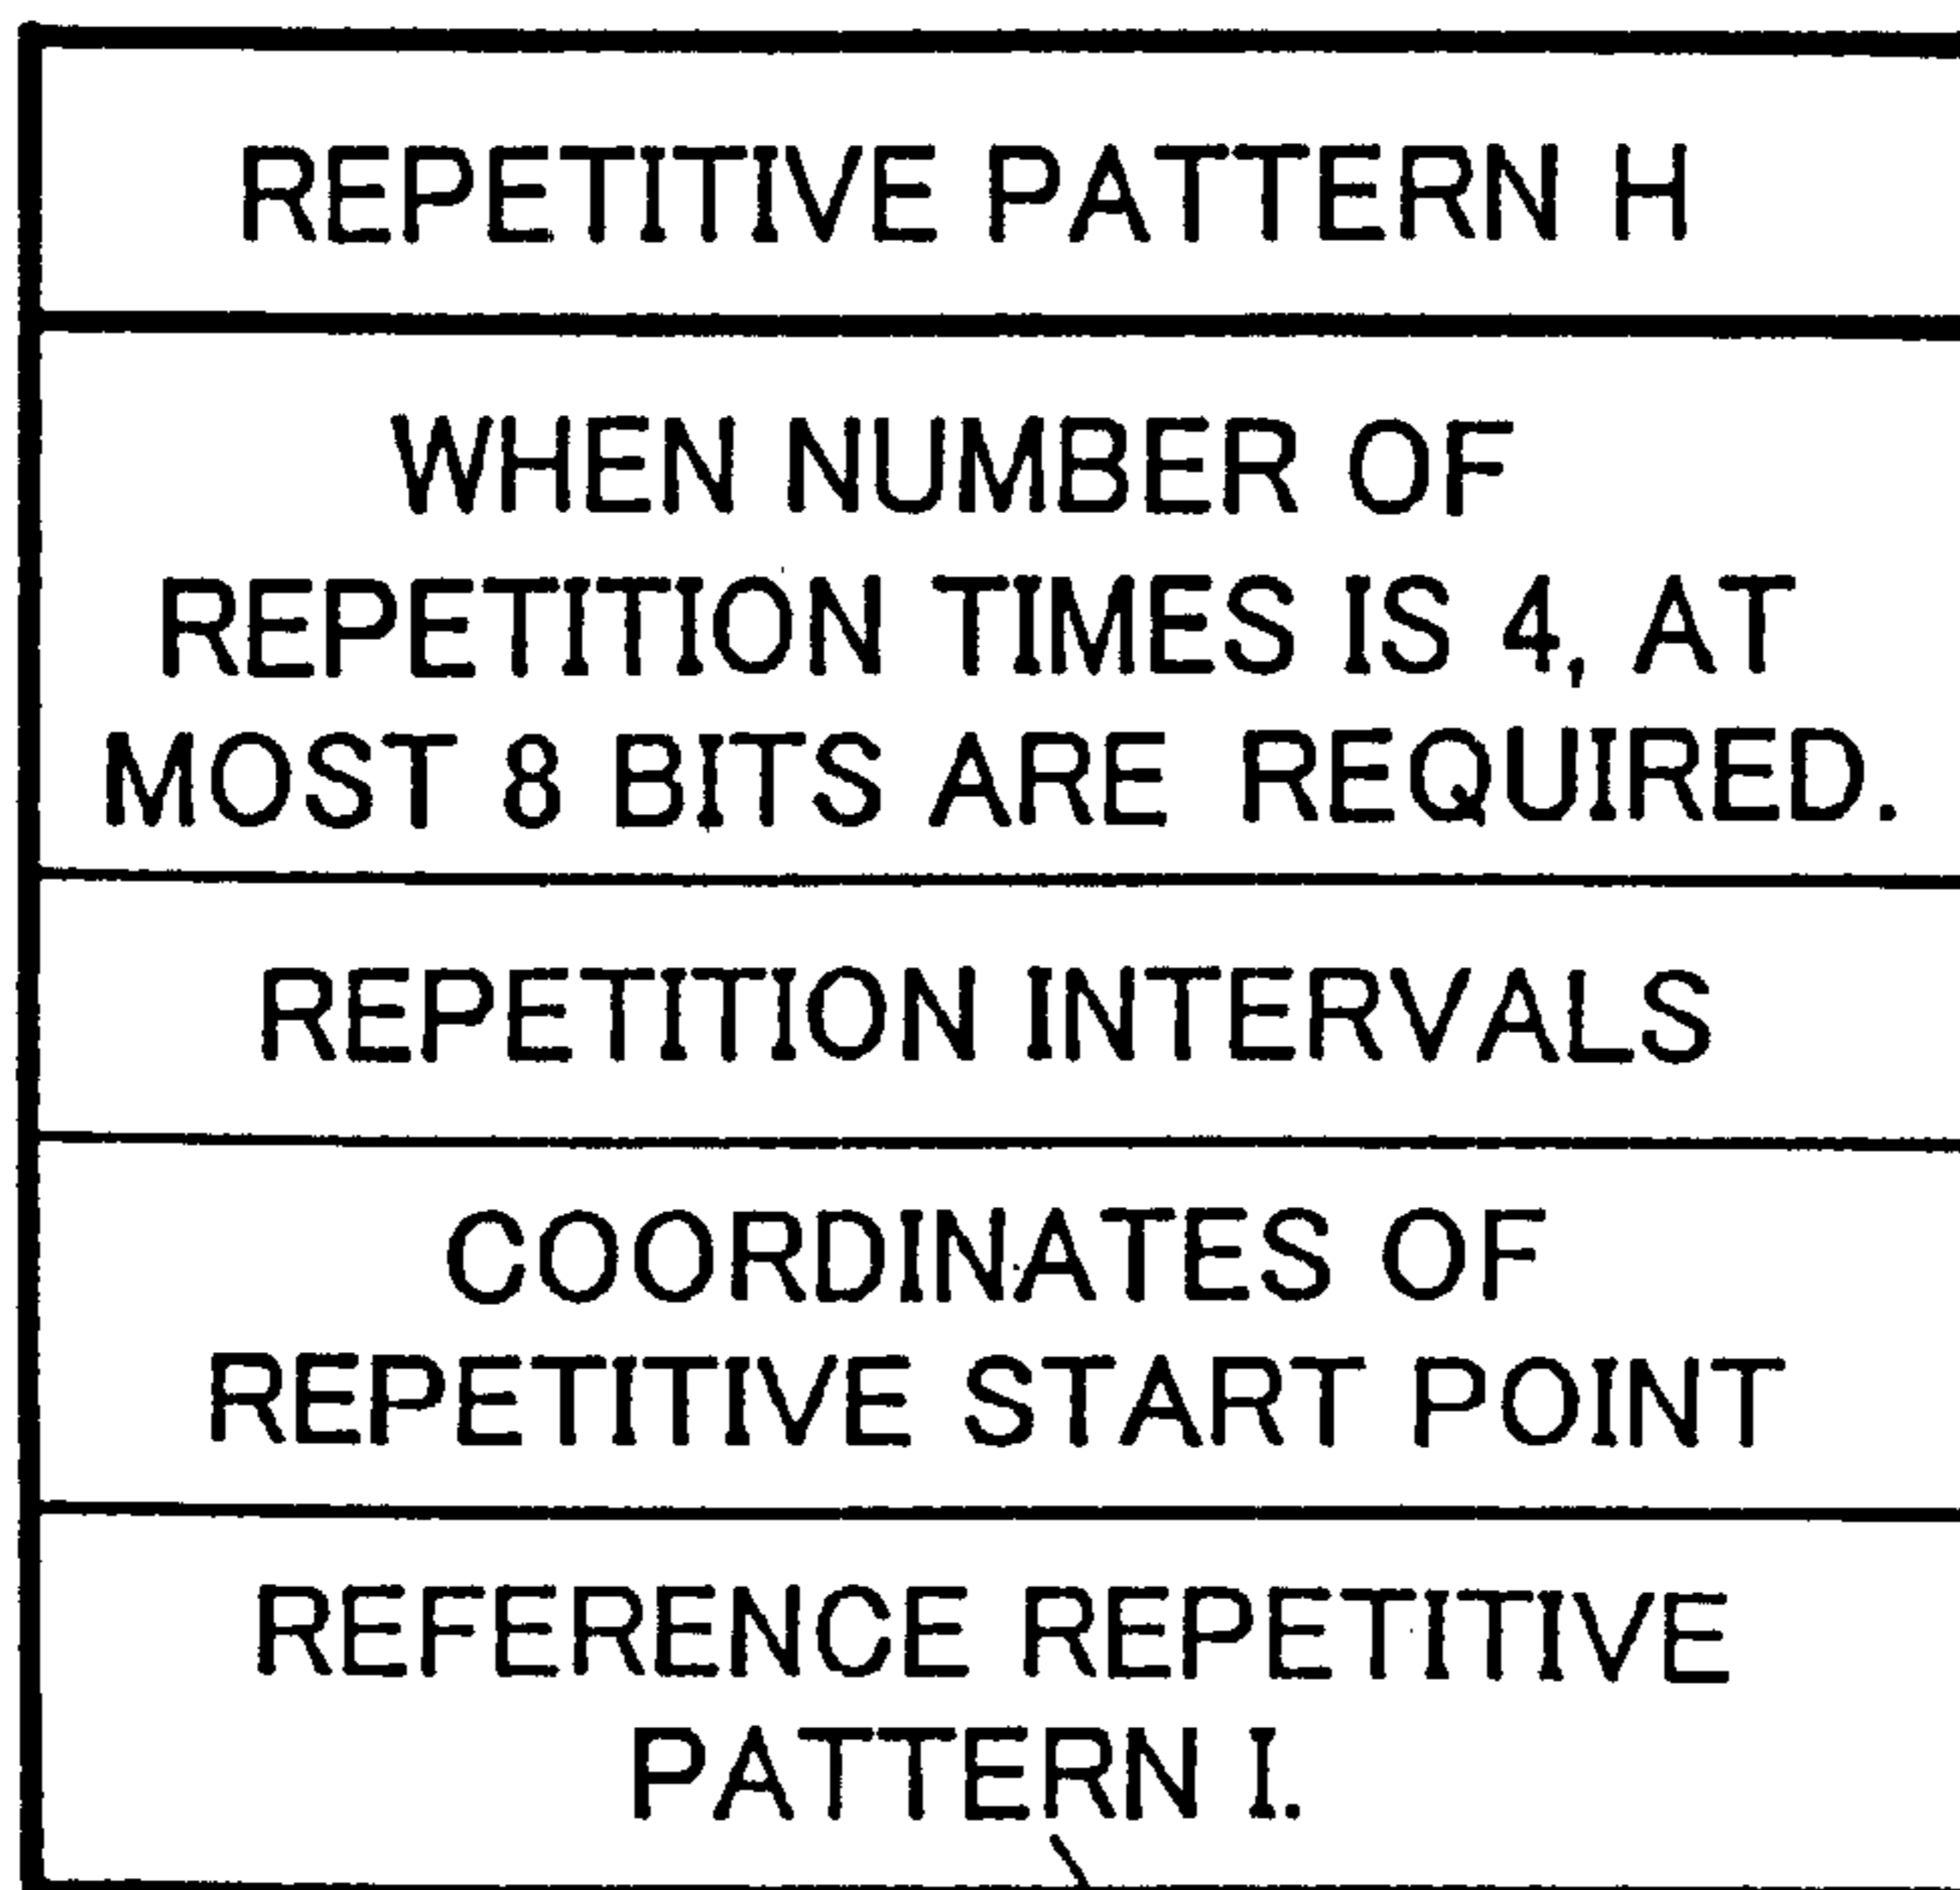 REPETITIVE PATTERN H
WHEN NUMBER OF
REPETITION TIMES IS 4, AT
MOST 8 BITS ARE REQUIRED.
REPETITION INTERVALS
COORDINATES OF
REPETITIVE START POINT
REFERENCE REPETITIVE
PATTERN I.